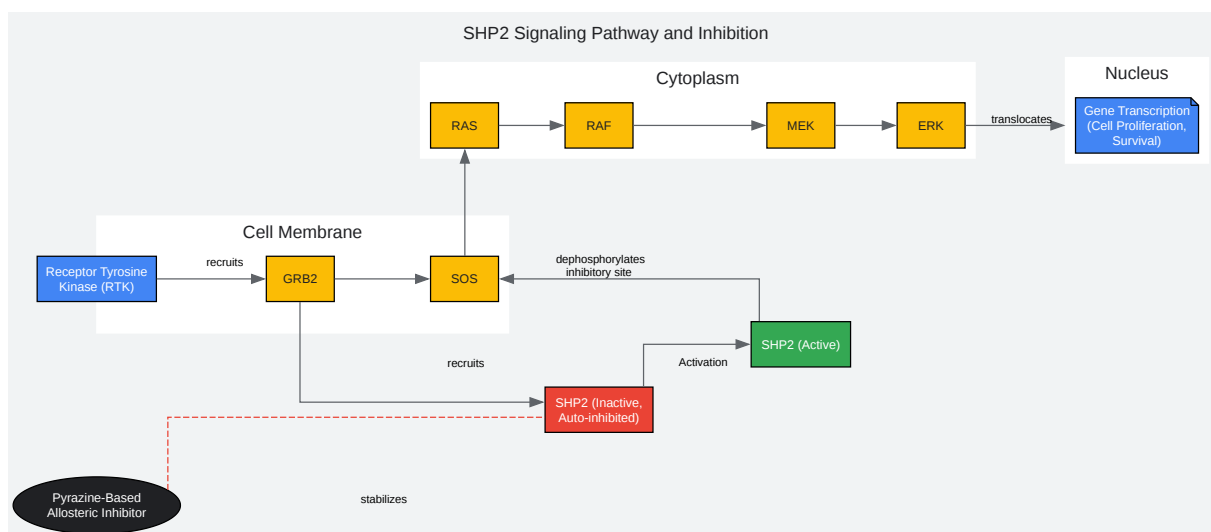 SHP2 Signaling Pathway and Inhibition
Cytoplasm
Nucleus
RAS
RAF
MEK
ERK
translocates
Gene Transcription
(Cell Proliferation,
Survival)
Cell Membrane
Receptor Tyrosine
Kinase (RTK)
recruits
GRB2
SOS
dephosphorylates
inhibitory site
SHP2 (Active)
recruits
Activation
SHP2 (Inactive,
Auto-inhibited)
Pyrazine-Based
Allosteric Inhibitor
stabilizes